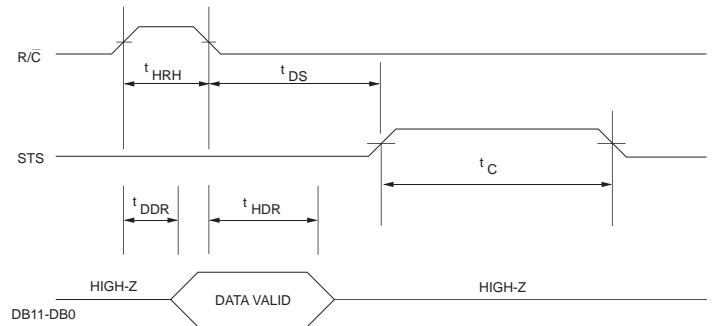 R/C̅
t HRH
t DS
STS
t C
t DDR
t HDR
HIGH-Z
DATA VALID
HIGH-Z
DB11-DB0